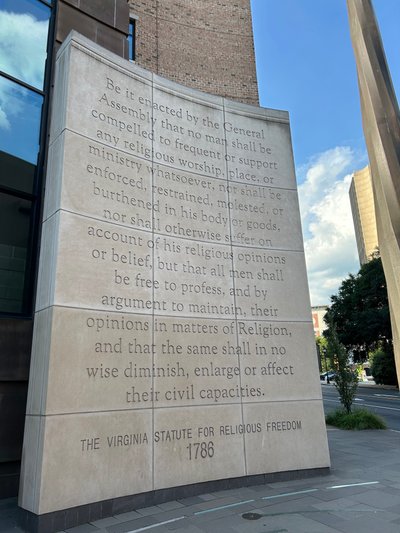 Be it enacted by the General
Assembly that no man shall be
compelled to frequent or support
any religious worship, place, or
ministry whatsoever, nor shall be
enforced, restrained, molested, or
burthened in his body or goods,
nor shall otherwise suffer on
account of his religious opinions
or belief, but that all men shall
be free to profess, and by
argument to maintain, their
opinions in matters of Religion,
and that the same shall in no
wise diminish, enlarge or affect
their civil capacities.
THE VIRGINIA STATUTE FOR RELIGIOUS FREEDOM
1786